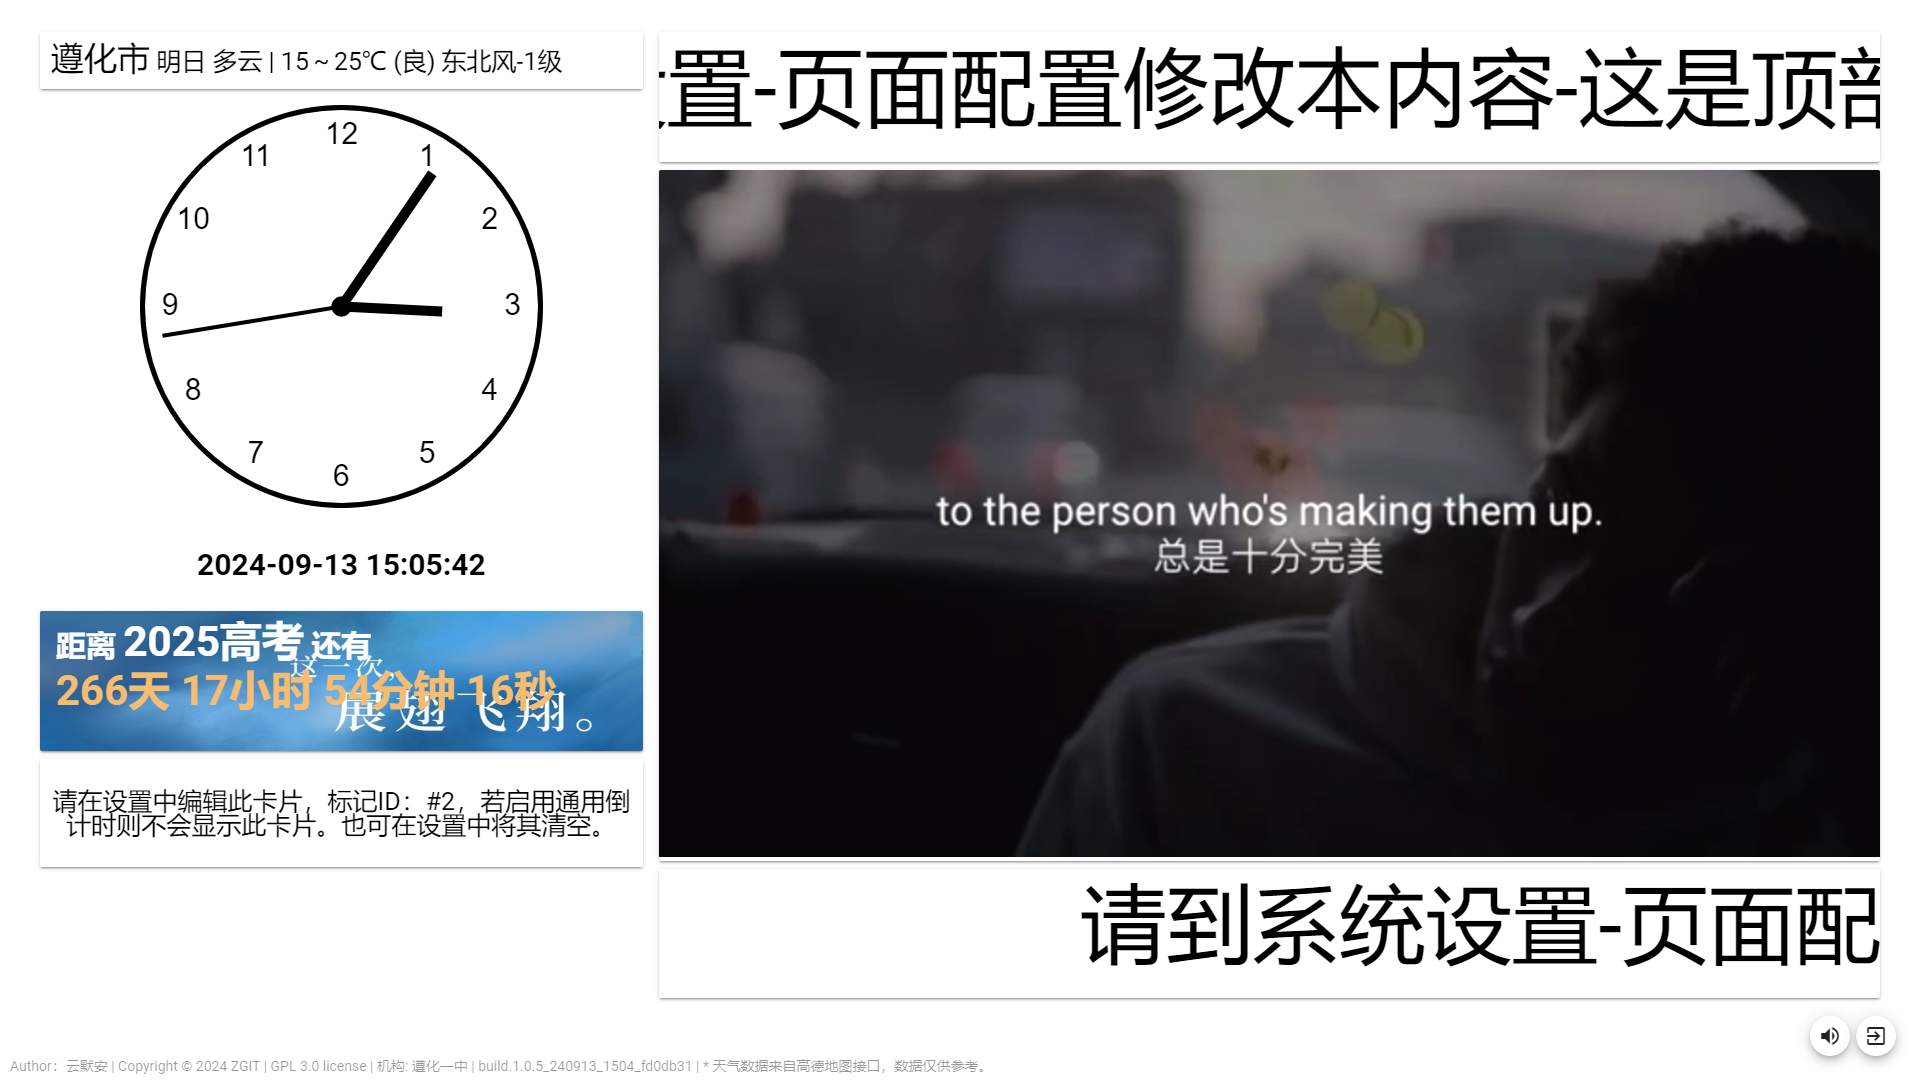 遵化市 明日 多云 | 15 ~ 25℃ (良) 东北风-1级
12
1
2
3
4
5
6
7
8
9
10
11
2024-09-13 15:05:42
距离 2025高考 还有
这一次,
266天 17小时 54分钟 16秒
展翅飞翔。
请在设置中编辑此卡片，标记ID：#2，若启用通用倒
计时则不会显示此卡片。也可在设置中将其清空。
置-页面配置修改本内容-这是顶部
to the person who's making them up.
总是十分完美
请到系统设置-页面配
Author：云默安 | Copyright © 2024 ZGIT | GPL 3.0 license | 机构: 遵化一中 | build.1.0.5_240913_1504_fd0db31 | * 天气数据来自高德地图接口，数据仅供参考。